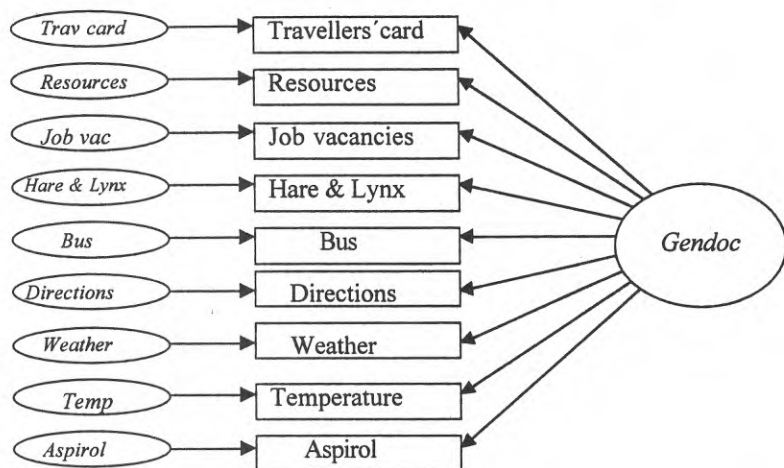 Trav card
Travellers´card
Resources
Resources
Job vac
Job vacancies
Hare & Lynx
Hare & Lynx
Bus
Bus
Gendoc
Directions
Directions
Weather
Weather
Temp
Temperature
Aspirol
Aspirol